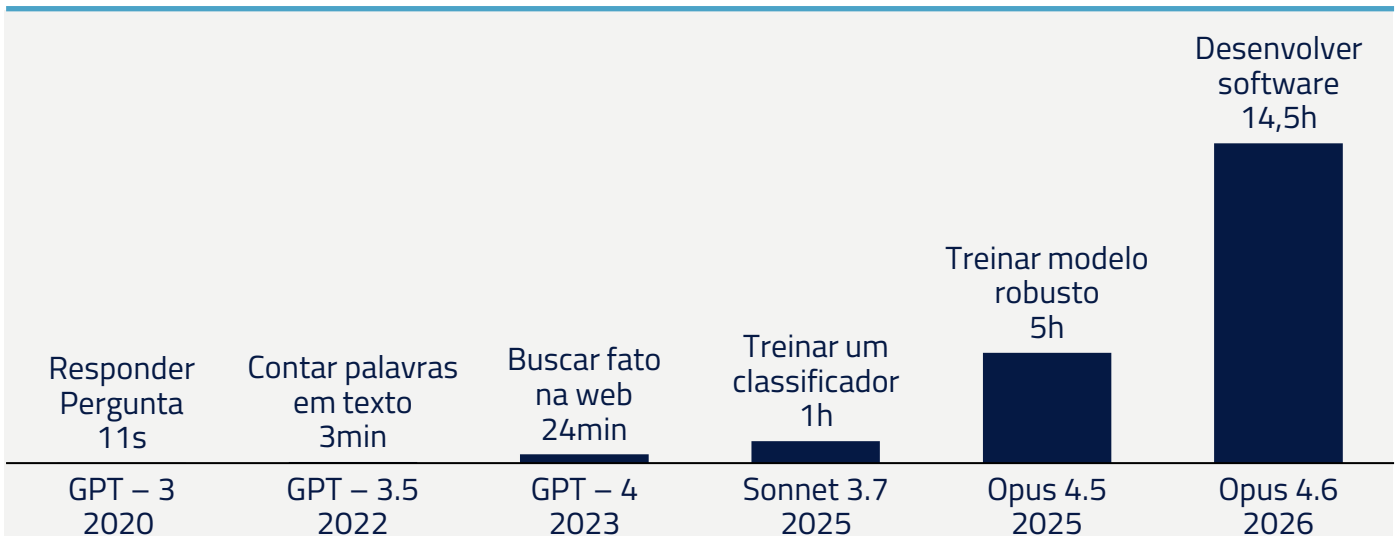 Desenvolver
software
14,5h
Treinar modelo
robusto
5h
Treinar um
classificador
1h
Buscar fato
na web
24min
Contar palavras
em texto
3min
Responder
Pergunta
11s
GPT – 3
2020
GPT – 3.5
2022
GPT – 4
2023
Sonnet 3.7
2025
Opus 4.5
2025
Opus 4.6
2026